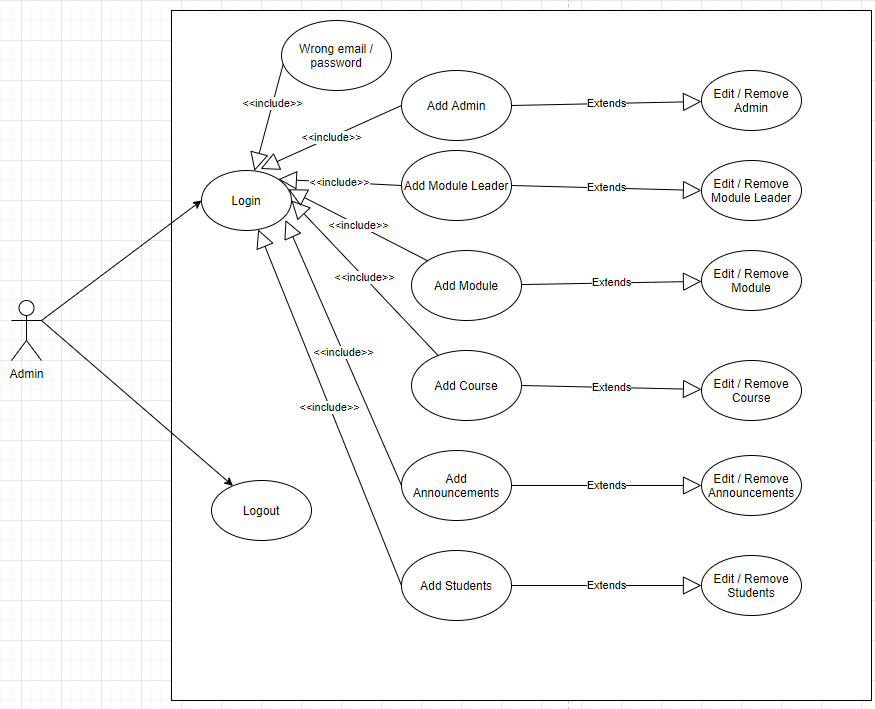 Wrong email /
password
<<include>>
Add Admin
Extends
Edit / Remove
Admin
<<include>>
Login
<<include>>
Add Module Leader
Extends
Edit / Remove
Module Leader
<<include>>
Add Module
Extends
Edit / Remove
Module
<<include>>
Admin
<<include>>
Add Course
Extends
Edit / Remove
Course
<<include>>
Add
Announcements
Extends
Edit / Remove
Announcements
Logout
Add Students
Extends
Edit / Remove
Students